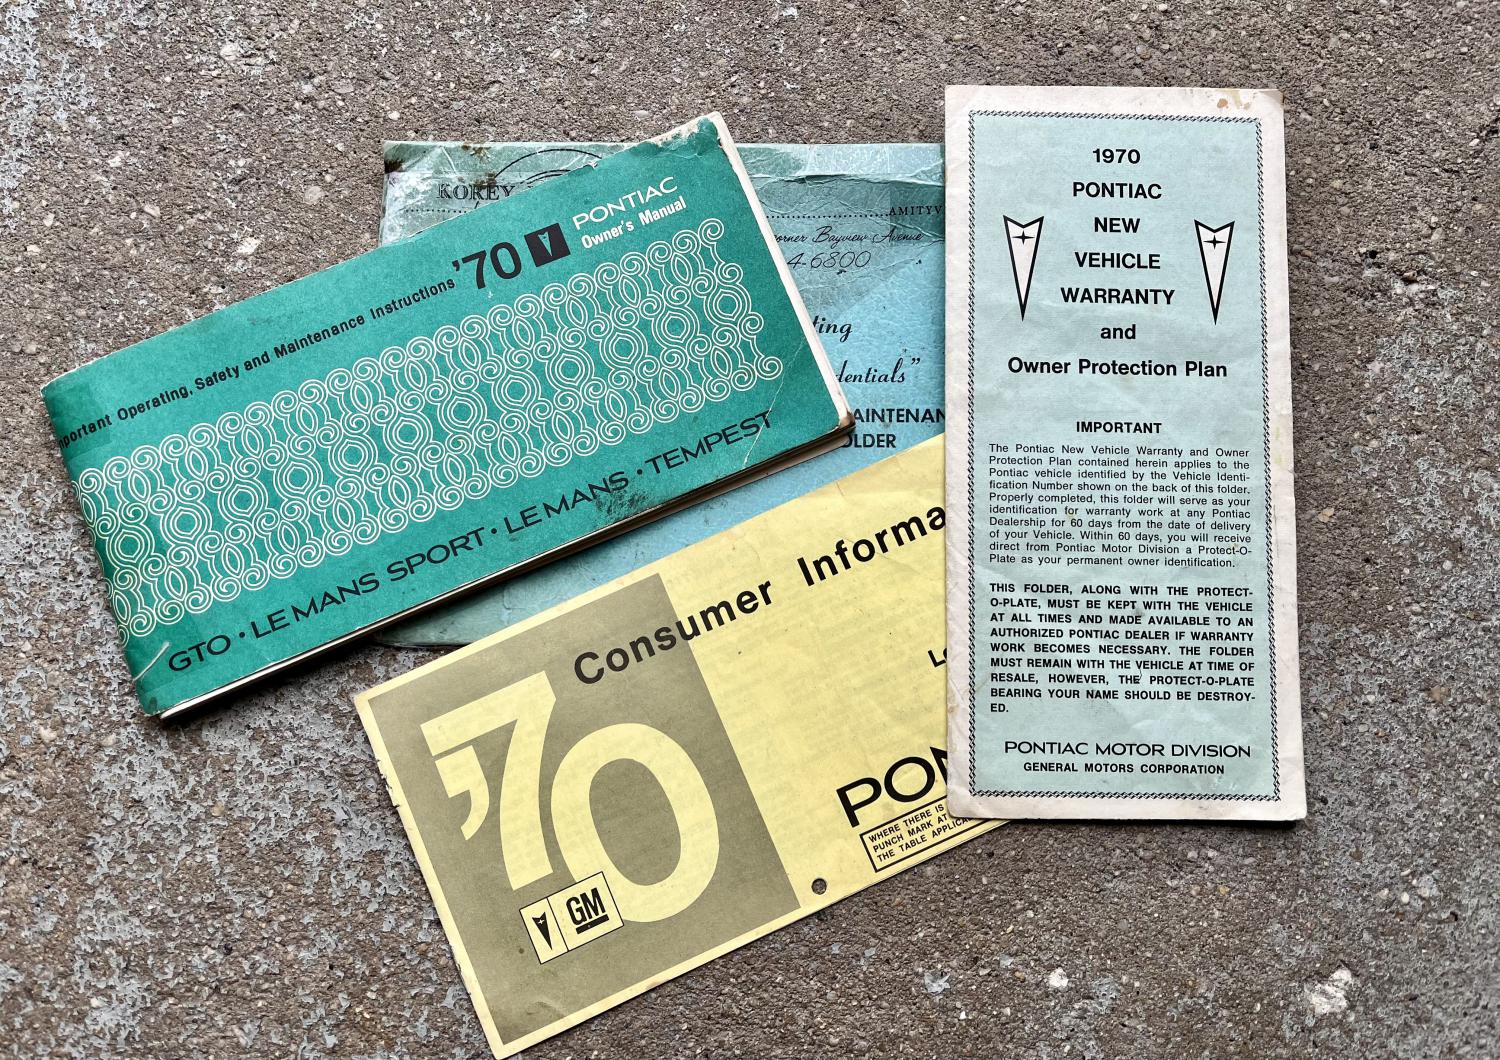 KOREY
AMITYV
orner Bayview Avenue
4-6800
ting
dentials"
AINTENAN
OLDER
PONTIAC
'70 Owner's Manual
portant Operating, Safety and Maintenance Instructions
GTO • LE MANS SPORT • LE MANS • TEMPEST
Consumer Informa
'70
Lo
PON
WHERE THERE IS
PUNCH MARK AT
THE TABLE APPLICA
GM
1970
PONTIAC
NEW
VEHICLE
WARRANTY
and
Owner Protection Plan
IMPORTANT
The Pontiac New Vehicle Warranty and Owner
Protection Plan contained herein applies to the
Pontiac vehicle identified by the Vehicle Identi-
fication Number shown on the back of this folder.
Properly completed, this folder will serve as your
identification for warranty work at any Pontiac
Dealership for 60 days from the date of delivery
of your Vehicle. Within 60 days, you will receive
direct from Pontiac Motor Division a Protect-O-
Plate as your permanent owner identification.
THIS FOLDER, ALONG WITH THE PROTECT-
O-PLATE, MUST BE KEPT WITH THE VEHICLE
AT ALL TIMES AND MADE AVAILABLE TO AN
AUTHORIZED PONTIAC DEALER IF WARRANTY
WORK BECOMES NECESSARY. THE FOLDER
MUST REMAIN WITH THE VEHICLE AT TIME OF
RESALE, HOWEVER, THE PROTECT-O-PLATE
BEARING YOUR NAME SHOULD BE DESTROY-
ED.
PONTIAC MOTOR DIVISION
GENERAL MOTORS CORPORATION